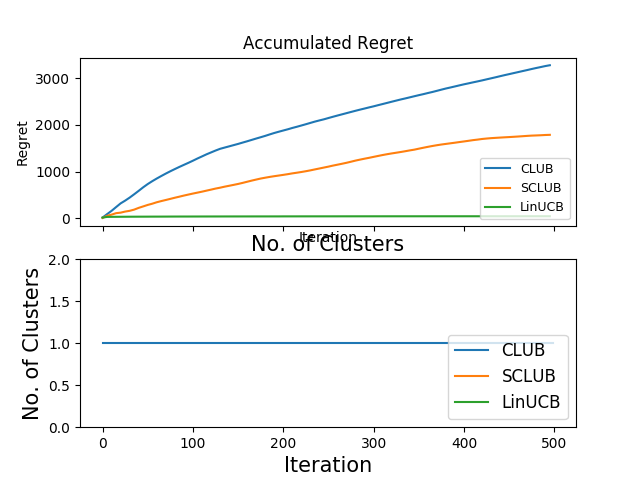 Accumulated Regret
Regret
3000
2000
1000
0
CLUB
SCLUB
LinUCB
Iteration
No. of Clusters
No. of Clusters
2.0
1.5
1.0
0.5
0.0
CLUB
SCLUB
LinUCB
0 100 200 300 400 500
Iteration